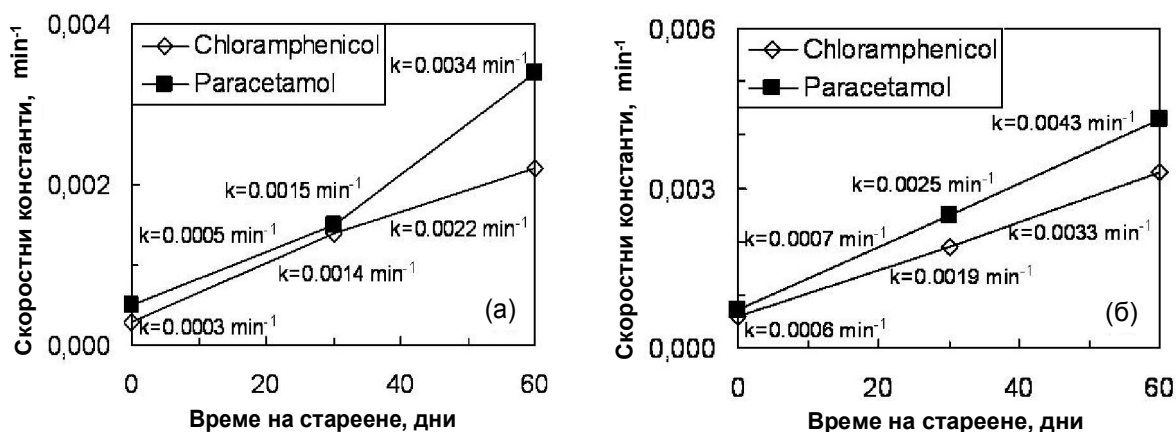 Скоростни константи, min⁻¹
0,004
0,002
0,000
Chloramphenicol
Paracetamol
k=0.0034 min⁻¹
k=0.0015 min⁻¹
k=0.0005 min⁻¹
k=0.0022 min⁻¹
k=0.0014 min⁻¹
k=0.0003 min⁻¹
(а)
0 20 40 60
Време на стареене, дни
Скоростни константи, min⁻¹
0,006
0,003
0,000
Chloramphenicol
Paracetamol
k=0.0043 min⁻¹
k=0.0025 min⁻¹
k=0.0007 min⁻¹
k=0.0033 min⁻¹
k=0.0019 min⁻¹
k=0.0006 min⁻¹
(б)
0 20 40 60
Време на стареене, дни